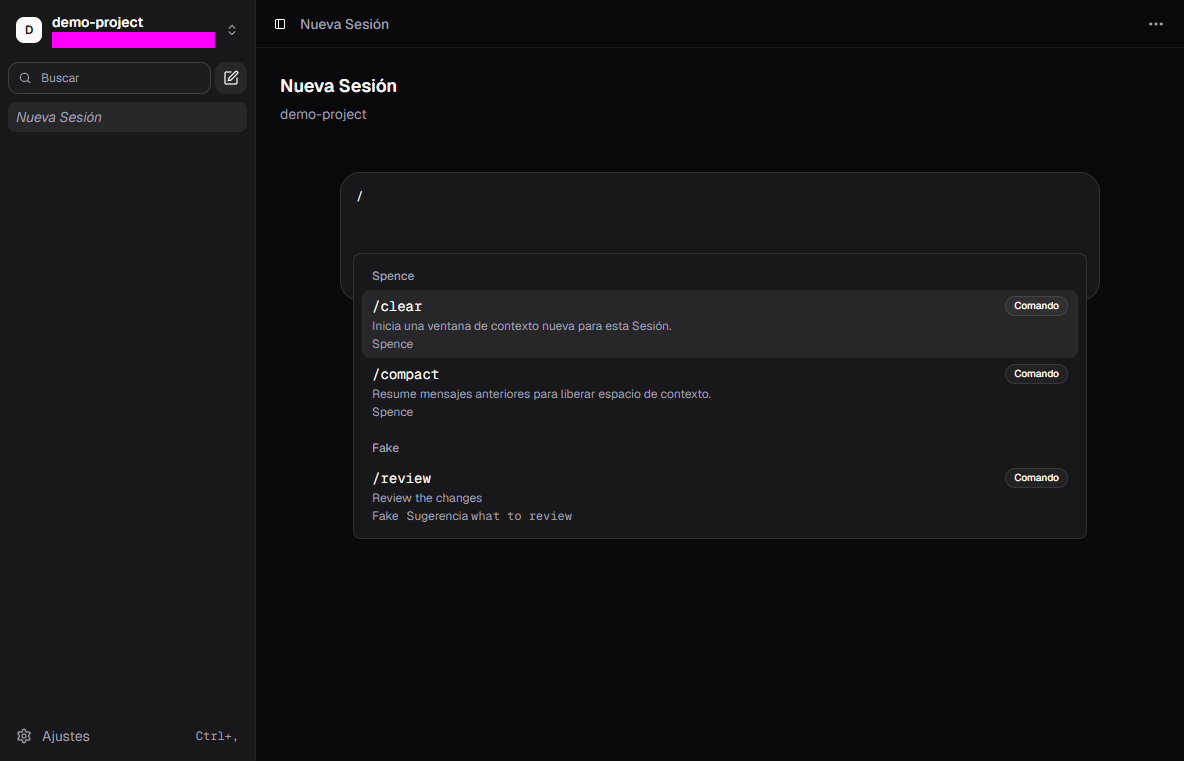 D
demo-project
Buscar
Nueva Sesión
Ajustes
Ctrl+,
Nueva Sesión
Nueva Sesión
demo-project
/
Spence
/clear
Comando
Inicia una ventana de contexto nueva para esta Sesión.
Spence
/compact
Comando
Resume mensajes anteriores para liberar espacio de contexto.
Spence
Fake
/review
Comando
Review the changes
Fake Sugerencia what to review